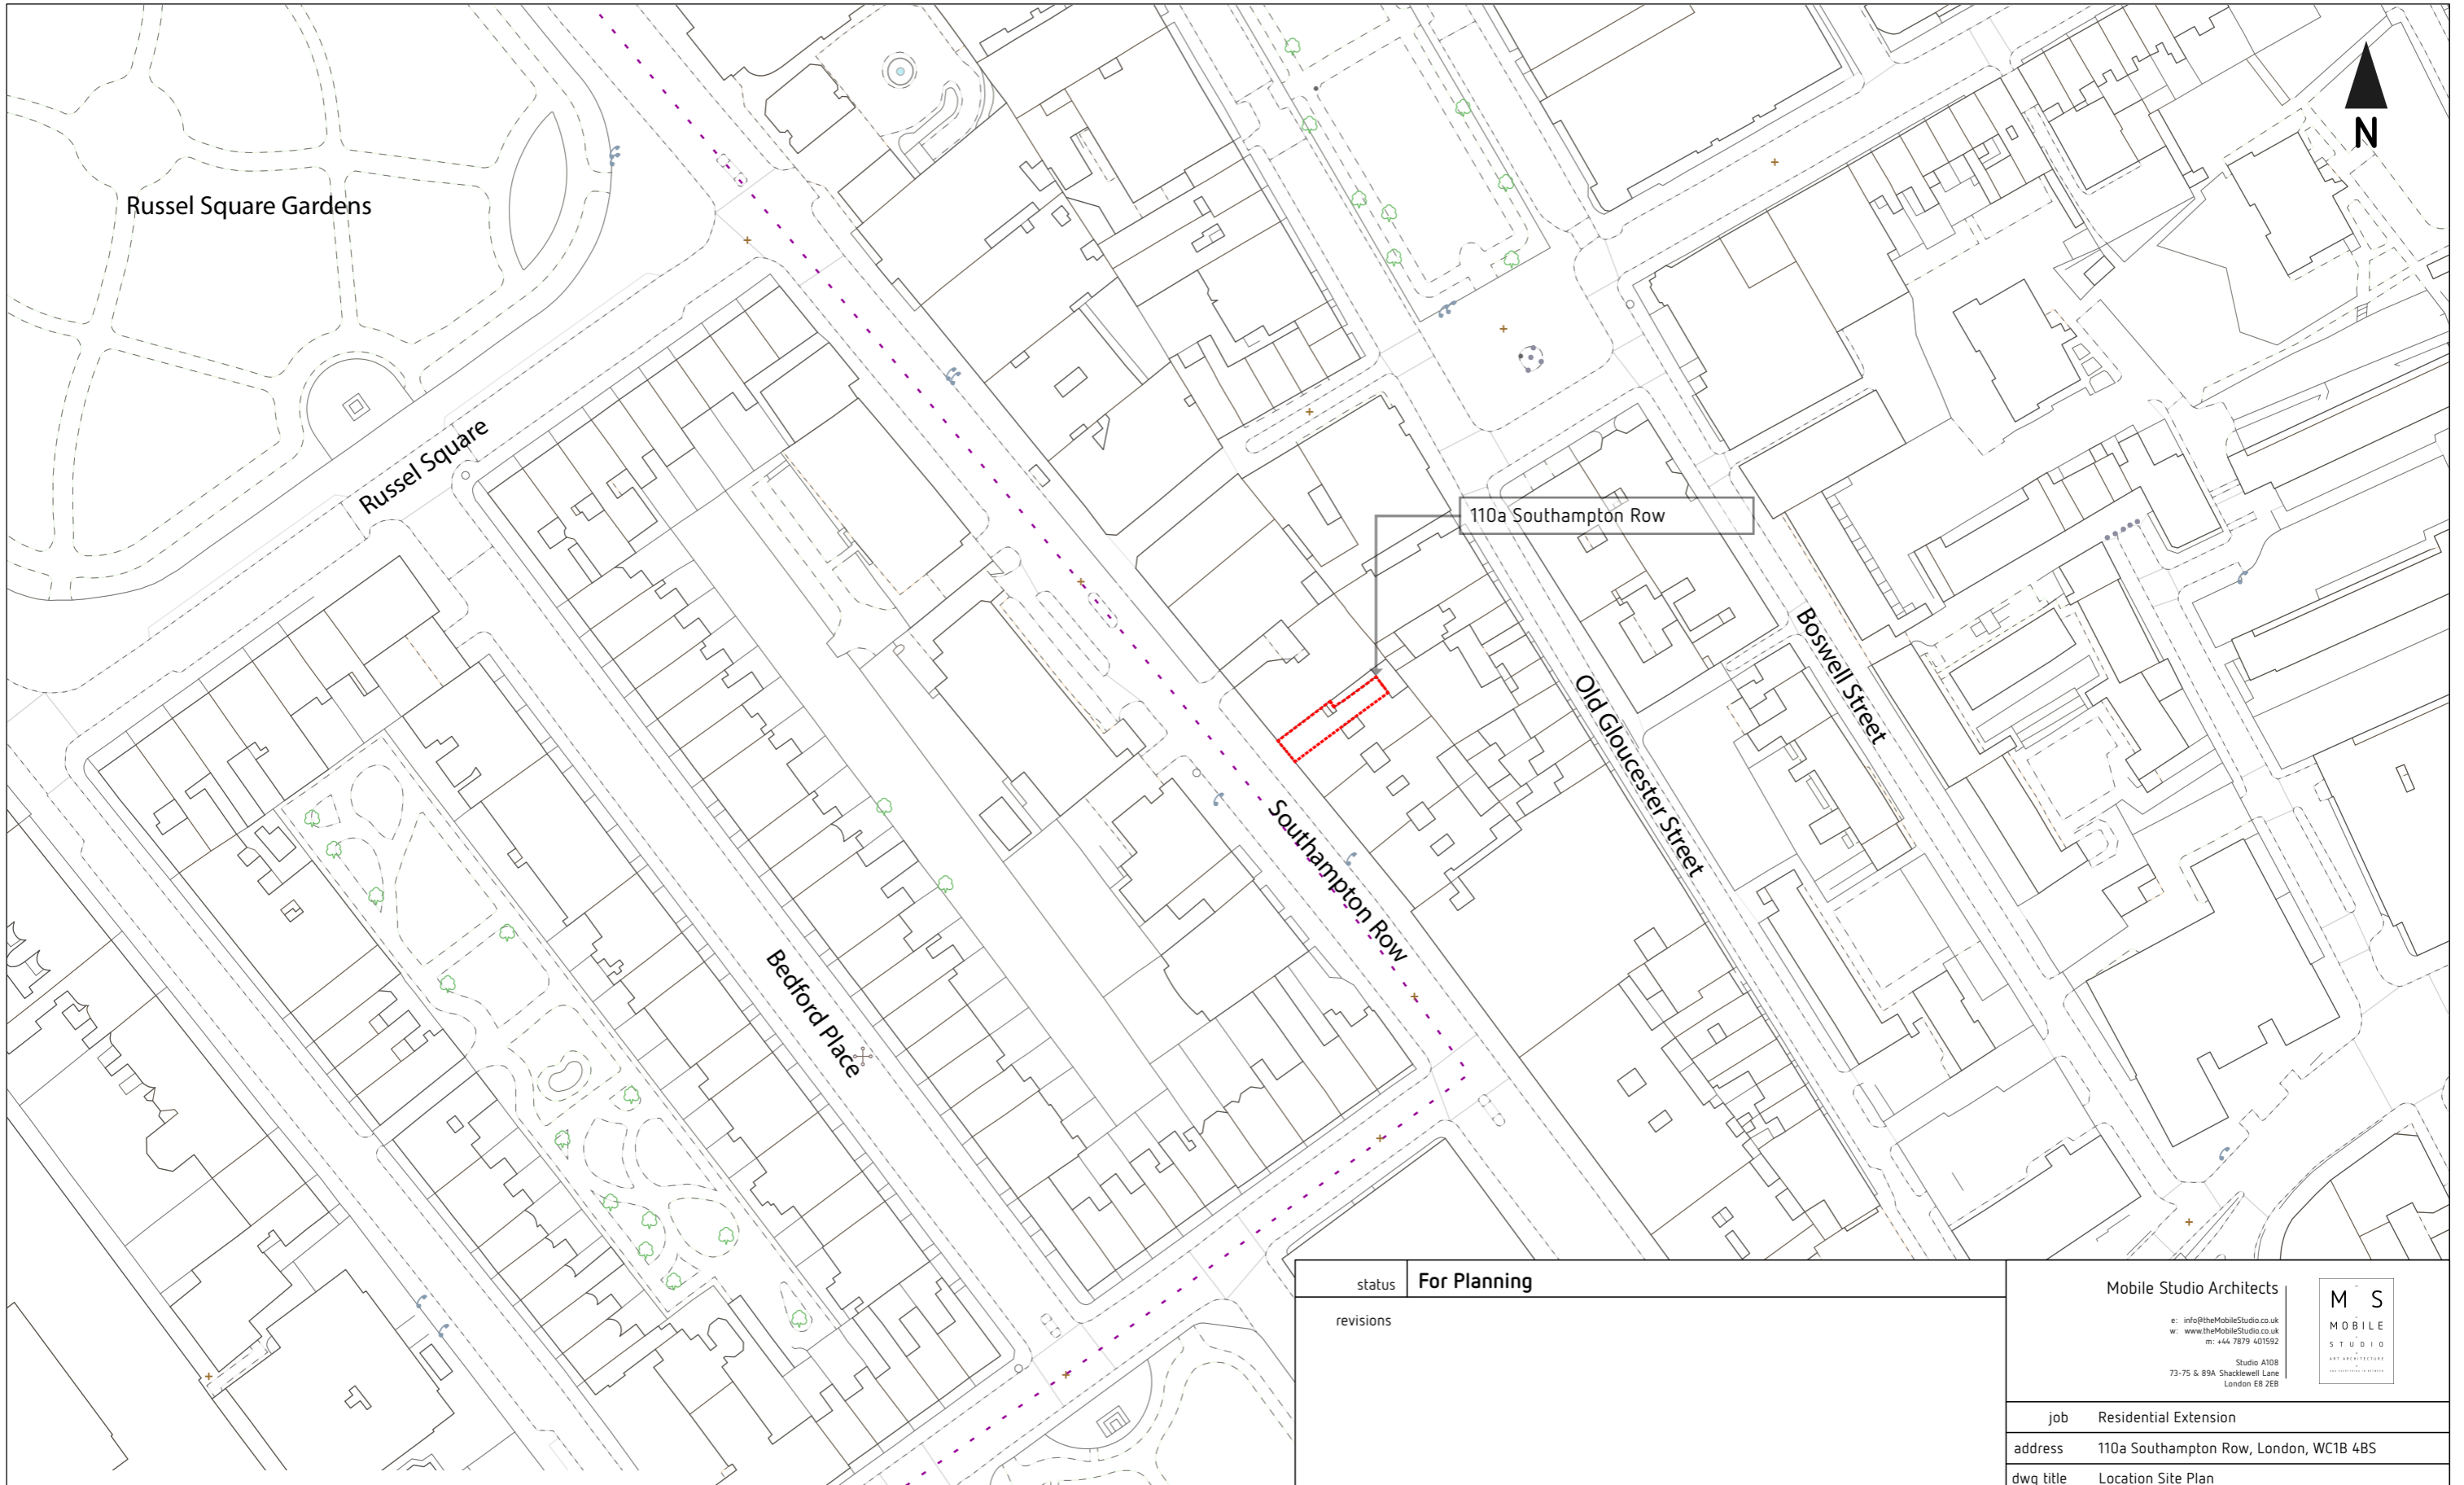 N
Russel Square Gardens
Russel Square
110a Southampton Row
Boswell Street
Old Gloucester Street
Southampton Row
Bedford Place
status For Planning
revisions
Mobile Studio Architects
e: info@theMobileStudio.co.uk
w: www.theMobileStudio.co.uk
m: +44 7879 401592
Studio A108
73-75 & 89A Shacklewell Lane
London E8 2EB
M S
MOBILE
STUDIO
job Residential Extension
address 110a Southampton Row, London, WC1B 4BS
dwg title Location Site Plan